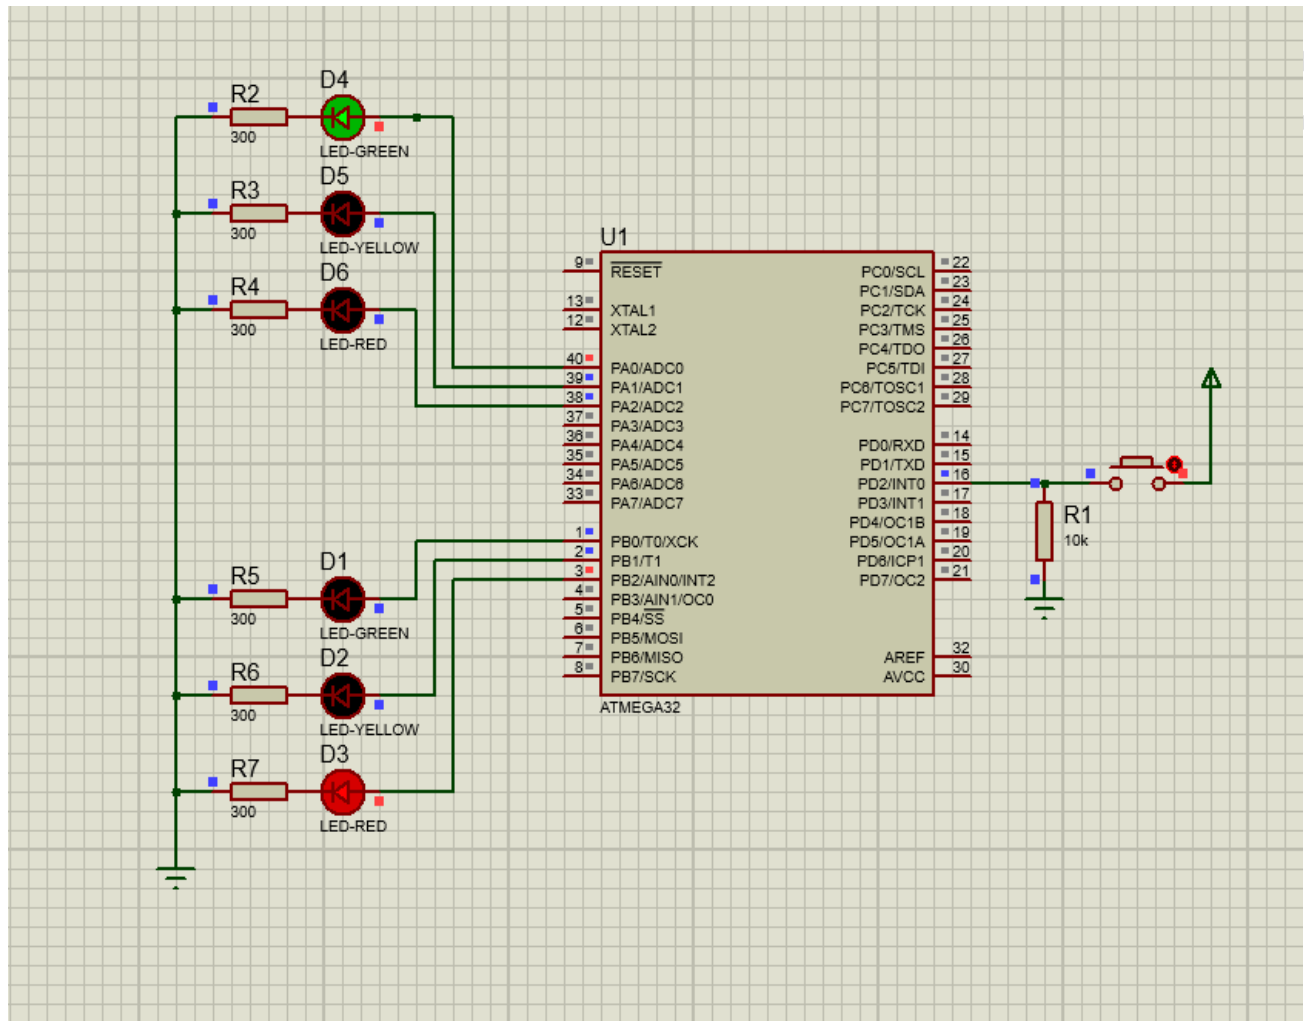 D4
R2
300
LED-GREEN
D5
R3
300
LED-YELLOW
D6
R4
300
LED-RED
D1
R5
300
LED-GREEN
D2
R6
300
LED-YELLOW
D3
R7
300
LED-RED
U1
9 RESET
13 XTAL1
12 XTAL2
40 PA0/ADC0
39 PA1/ADC1
38 PA2/ADC2
37 PA3/ADC3
36 PA4/ADC4
35 PA5/ADC5
34 PA6/ADC6
33 PA7/ADC7
1 PB0/T0/XCK
2 PB1/T1
3 PB2/AIN0/INT2
4 PB3/AIN1/OC0
5 PB4/SS
6 PB5/MOSI
7 PB6/MISO
8 PB7/SCK
PC0/SCL 22
PC1/SDA 23
PC2/TCK 24
PC3/TMS 25
PC4/TDO 26
PC5/TDI 27
PC6/TOSC1 28
PC7/TOSC2 29
PD0/RXD 14
PD1/TXD 15
PD2/INT0 16
PD3/INT1 17
PD4/OC1B 18
PD5/OC1A 19
PD6/ICP1 20
PD7/OC2 21
AREF 32
AVCC 30
ATMEGA32
R1
10k